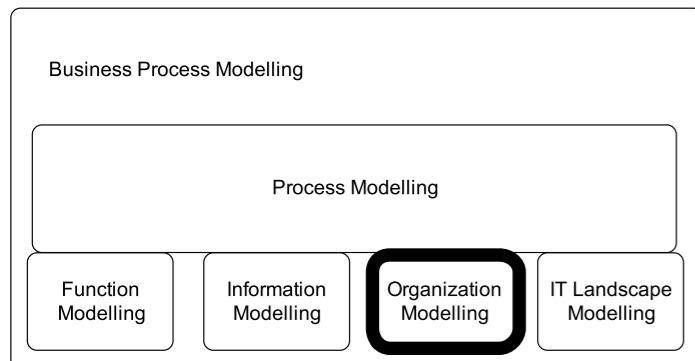 Business Process Modelling
Process Modelling
Function
Modelling
Information
Modelling
Organization
Modelling
IT Landscape
Modelling